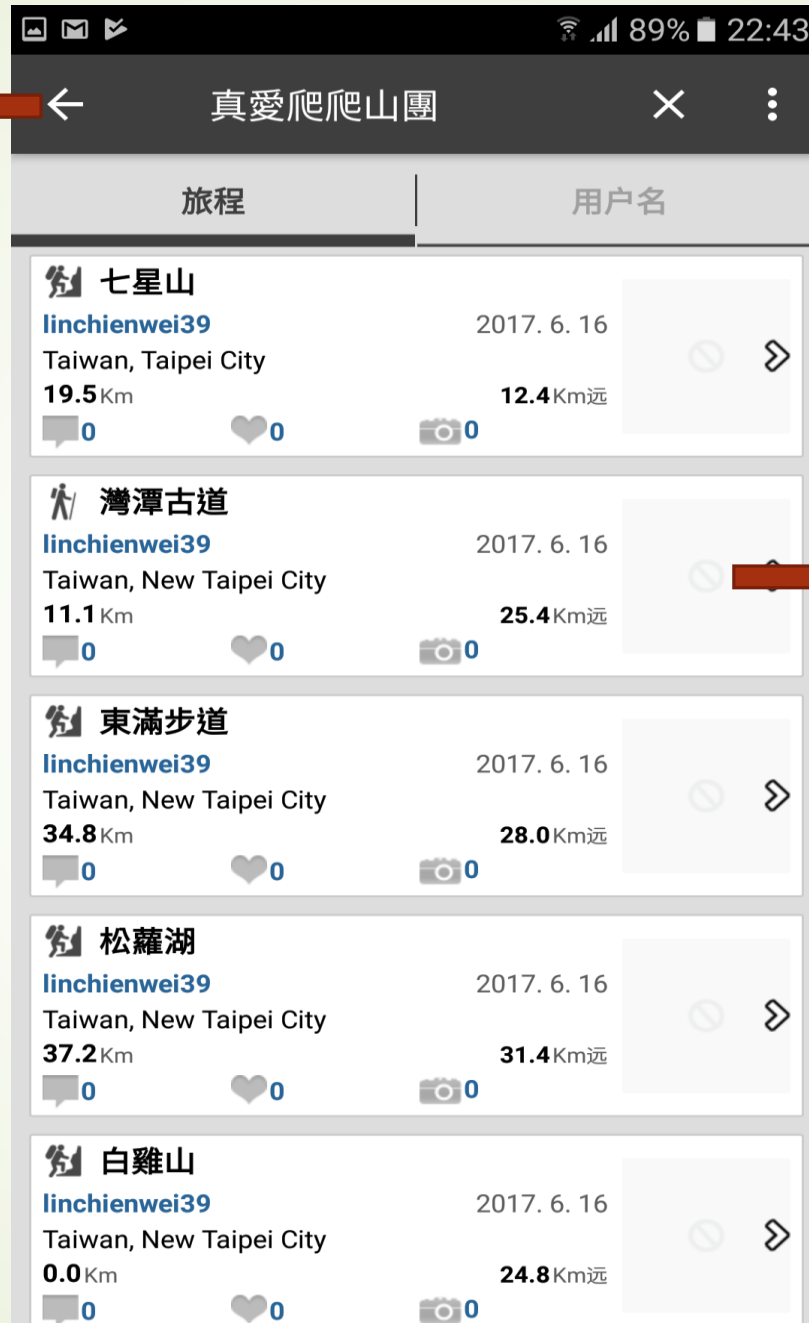 89% 22:43
真愛爬爬山團
旅程 用户名
七星山
linchienwei39 2017. 6. 16
Taiwan, Taipei City
19.5Km 12.4Km远
0 0 0
灣潭古道
linchienwei39 2017. 6. 16
Taiwan, New Taipei City
11.1Km 25.4Km远
0 0 0
東滿步道
linchienwei39 2017. 6. 16
Taiwan, New Taipei City
34.8Km 28.0Km远
0 0 0
松蘿湖
linchienwei39 2017. 6. 16
Taiwan, New Taipei City
37.2Km 31.4Km远
0 0 0
白雞山
linchienwei39 2017. 6. 16
Taiwan, New Taipei City
0.0Km 24.8Km远
0 0 0